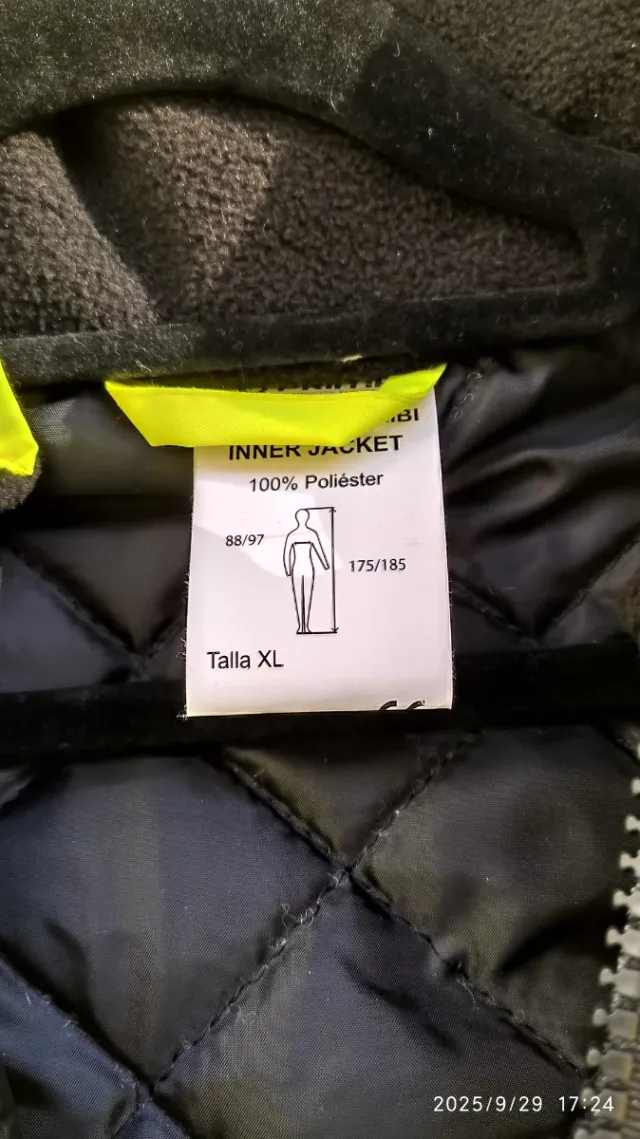 INNER JACKET
100% Poliéster
88/97
175/185
Talla XL
2025/9/29 17:24